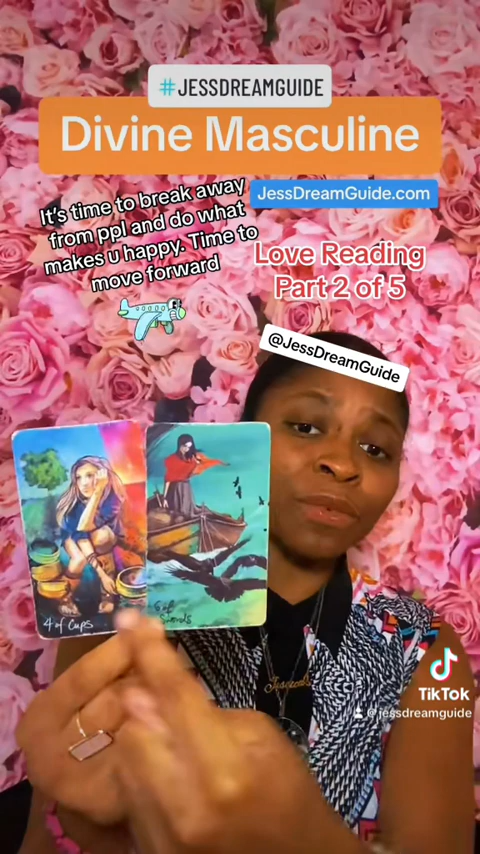 #JESSDREAMGUIDE
Divine Masculine
It's time to break away
from ppl and do what
makes u happy. Time to
move forward
JessDreamGuide.com
Love Reading
Part 2 of 5
@JessDreamGuide
4 of Cups
6 of
Swords
TikTok
@jessdreamguide